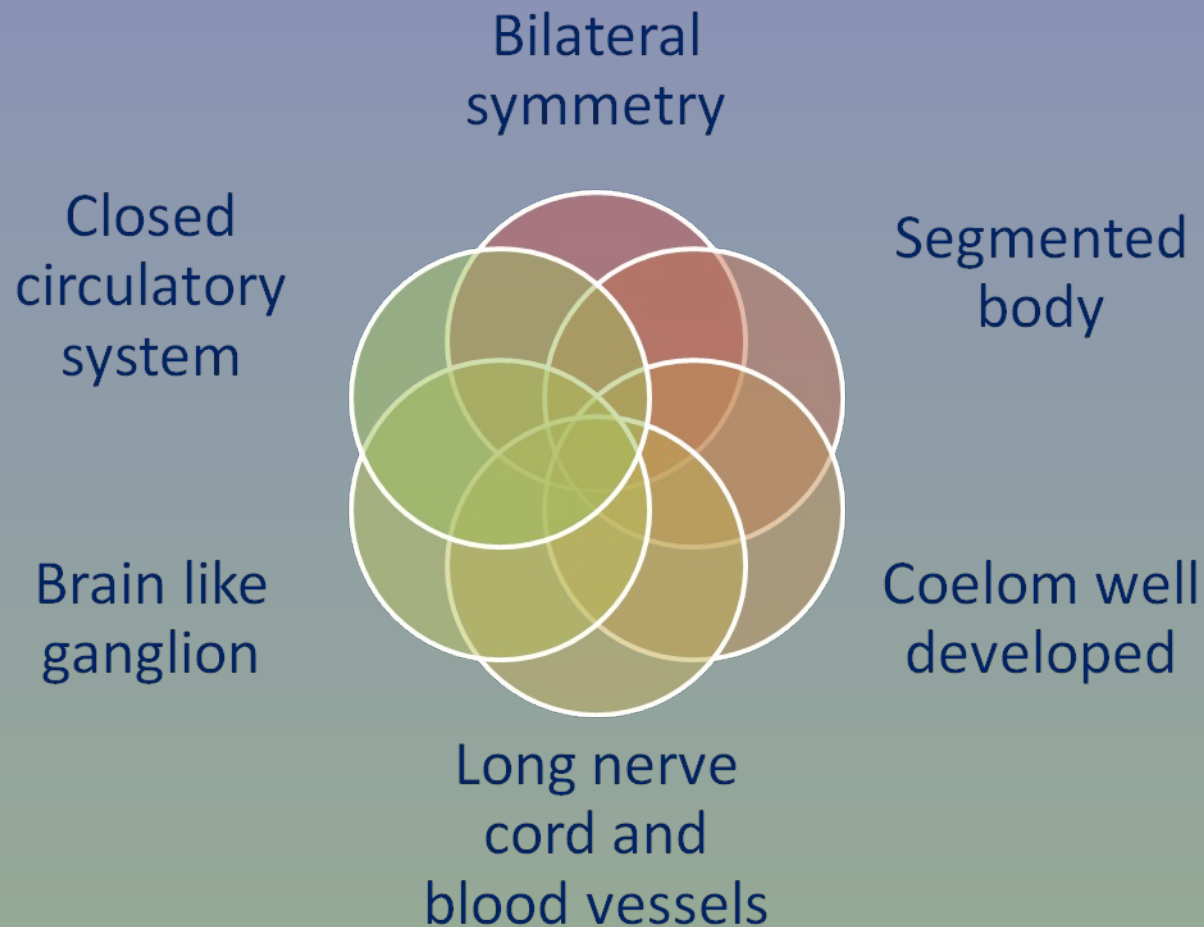 Bilateral
symmetry
Segmented
body
Coelom well
developed
Long nerve
cord and
blood vessels
Brain like
ganglion
Closed
circulatory
system